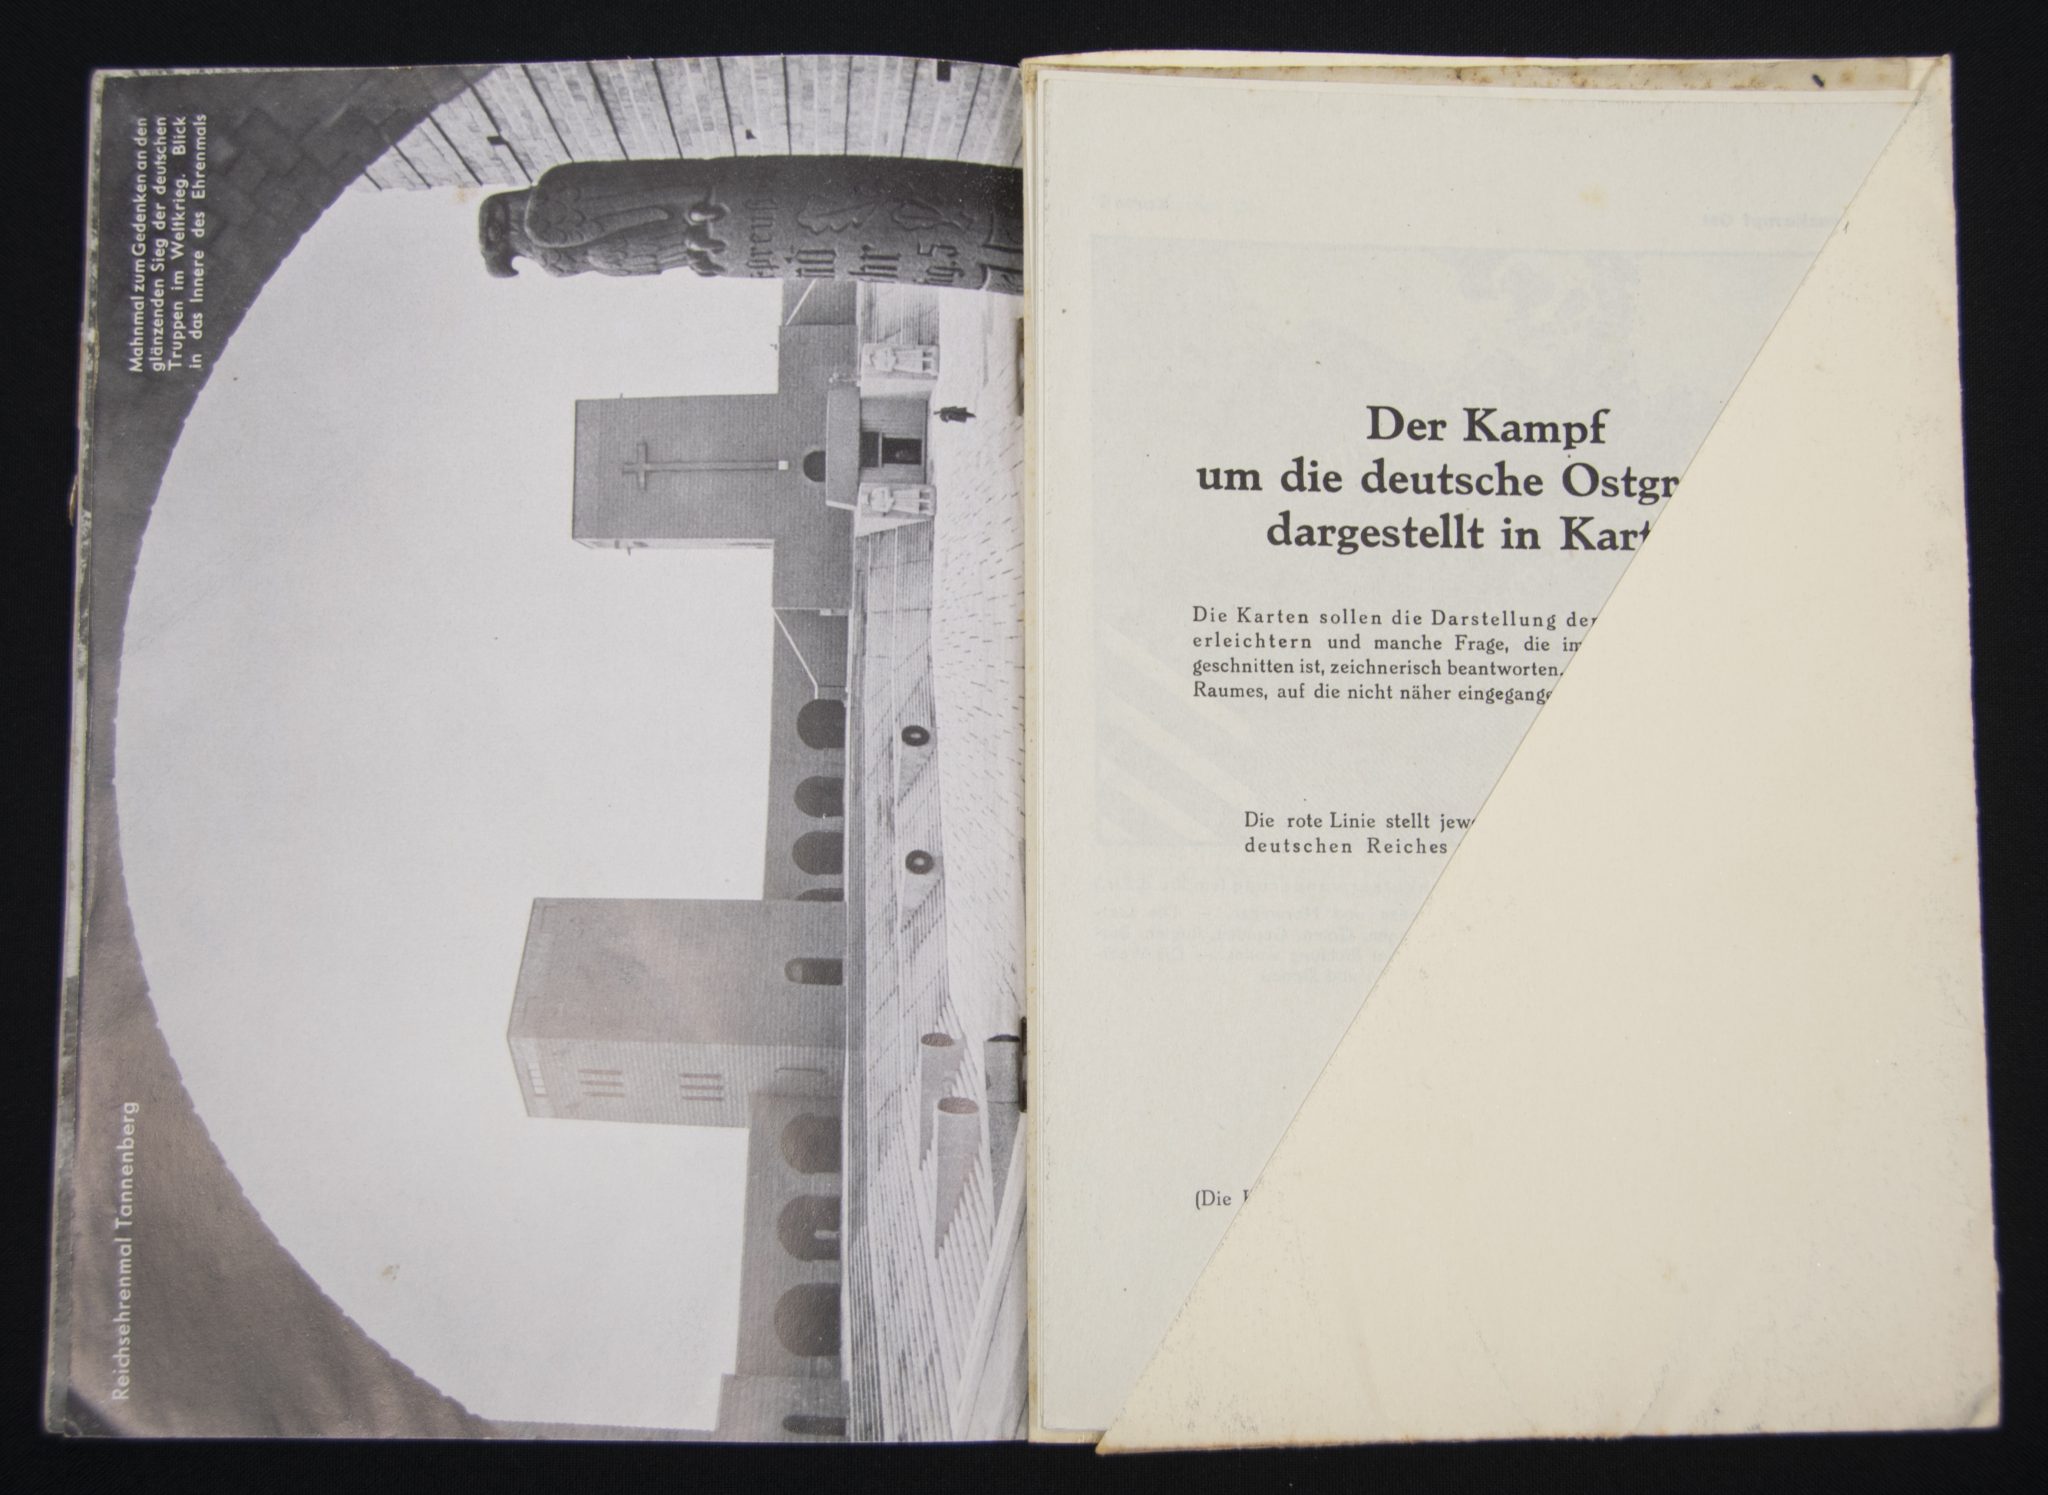 Reichsehrenmal Tannenberg
Mahnmal zum Gedenken an den
glänzenden Sieg der deutschen
Truppen im Weltkrieg. Blick
in das Innere des Ehrenmals
Der Kampf
um die deutsche Ostgr
dargestellt in Kart
Die Karten sollen die Darstellung der
erleichtern und manche Frage, die im
geschnitten ist, zeichnerisch beantworten.
Raumes, auf die nicht näher eingegange
Die rote Linie stellt jew
deutschen Reiches
(Die